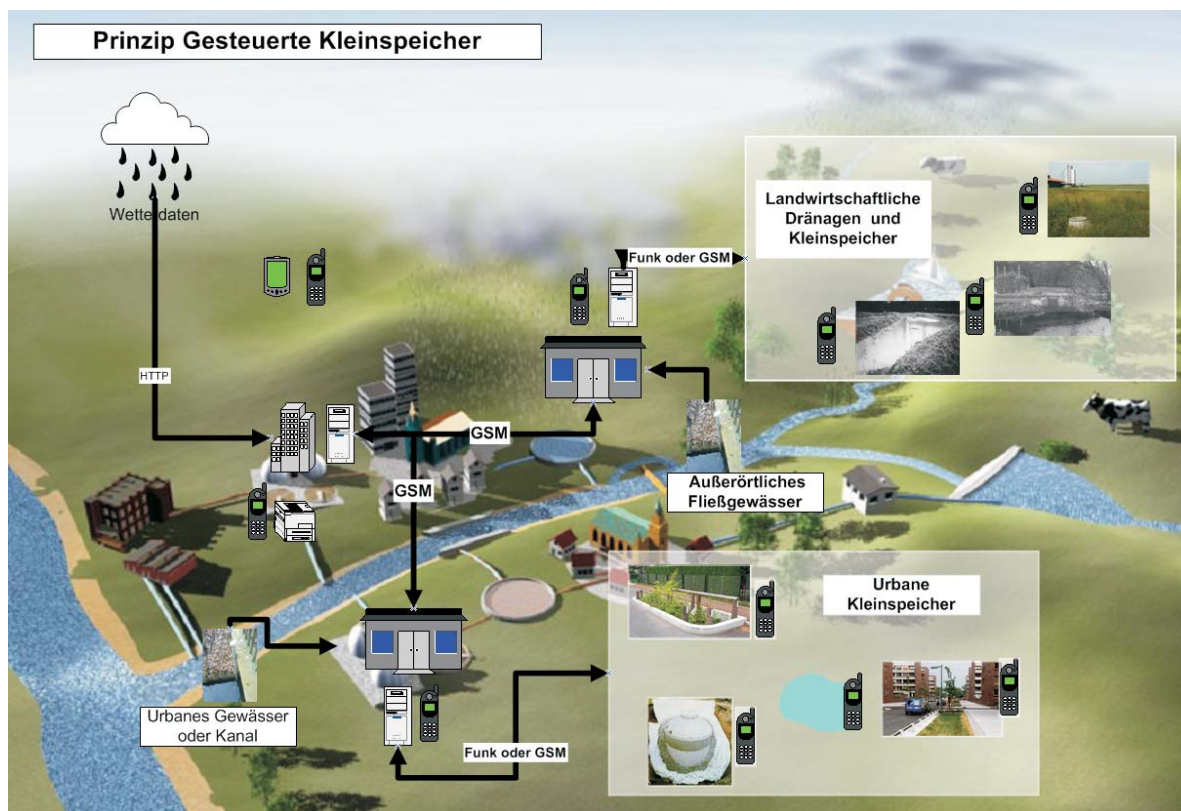 Prinzip Gesteuerte Kleinspeicher
Wetterdaten
Landwirtschaftliche
Dränagen und
Kleinspeicher
Funk oder GSM
HTTP
GSM
GSM
Außerörtliches
Fließgewässer
Urbane
Kleinspeicher
Urbanes Gewässer
oder Kanal
Funk oder GSM